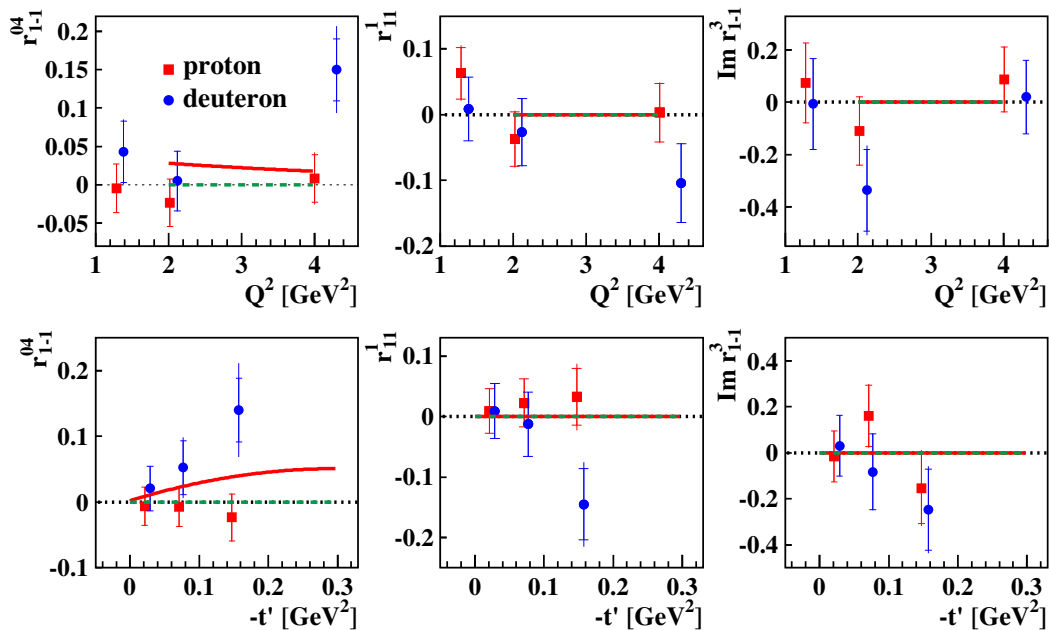 r^{04}_{1-1}
0.2
0.15
0.1
0.05
0
-0.05
proton
deuteron
1 2 3 4
Q^2 [GeV^2]
r^1_{11}
0.1
0
-0.1
-0.2
1 2 3 4
Q^2 [GeV^2]
Im r^3_{1-1}
0.2
0
-0.2
-0.4
1 2 3 4
Q^2 [GeV^2]
r^{04}_{1-1}
0.2
0.1
0
-0.1
0 0.1 0.2 0.3
-t' [GeV^2]
r^1_{11}
0.1
0
-0.1
-0.2
0 0.1 0.2 0.3
-t' [GeV^2]
Im r^3_{1-1}
0.4
0.2
0
-0.2
-0.4
0 0.1 0.2 0.3
-t' [GeV^2]